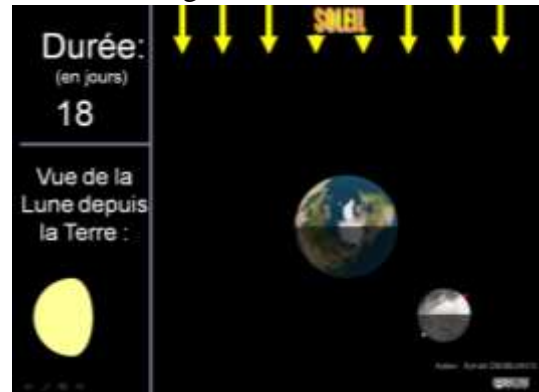 Durée:
(en jours)
18
SOLEIL
Vue de la
Lune depuis
la Terre :